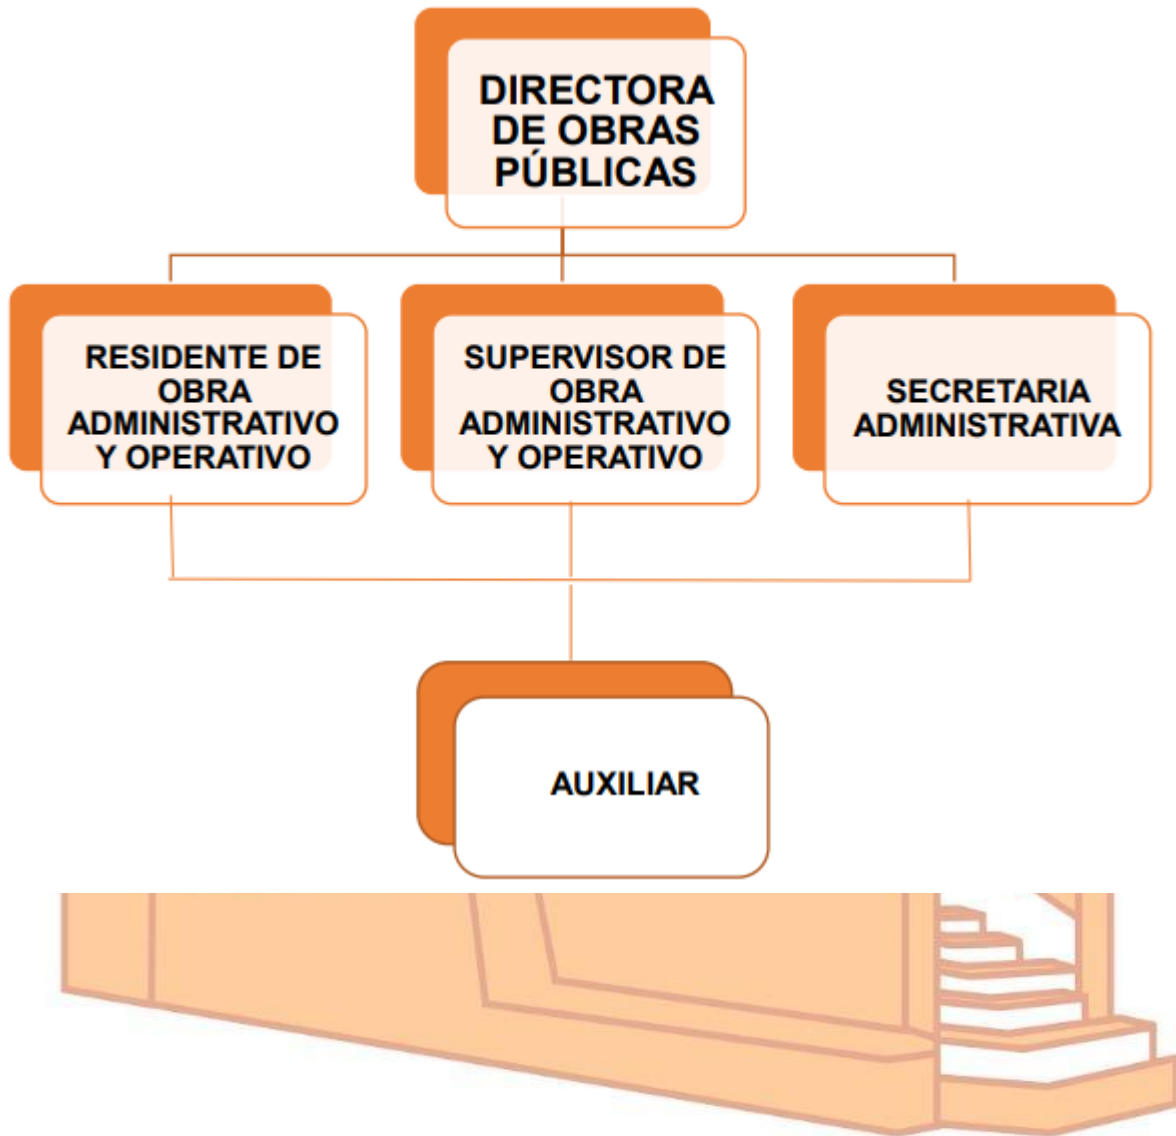 DIRECTORA
DE OBRAS
PÚBLICAS
RESIDENTE DE
OBRA
ADMINISTRATIVO
Y OPERATIVO
SUPERVISOR DE
OBRA
ADMINISTRATIVO
Y OPERATIVO
SECRETARIA
ADMINISTRATIVA
AUXILIAR